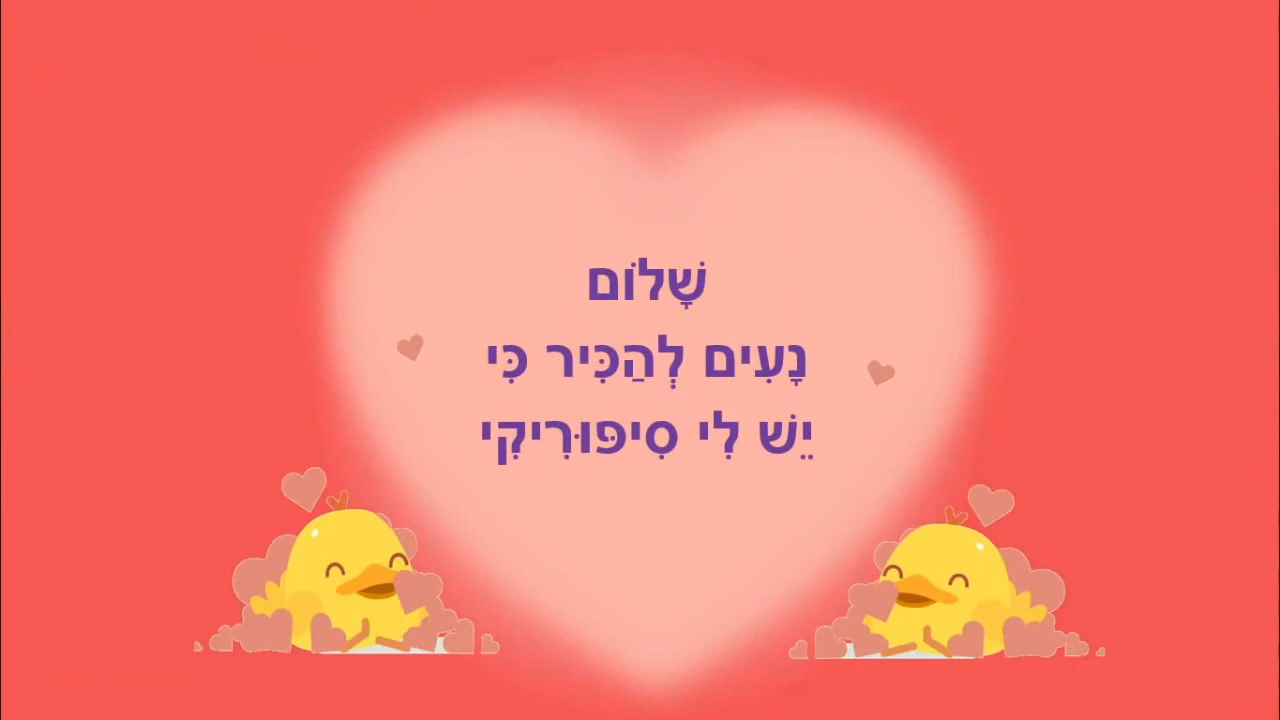 שָׁלוֹם
נָעִים לְהַכִּיר כִּי
יֵשׁ לִי סִיפּוּרִיקִי